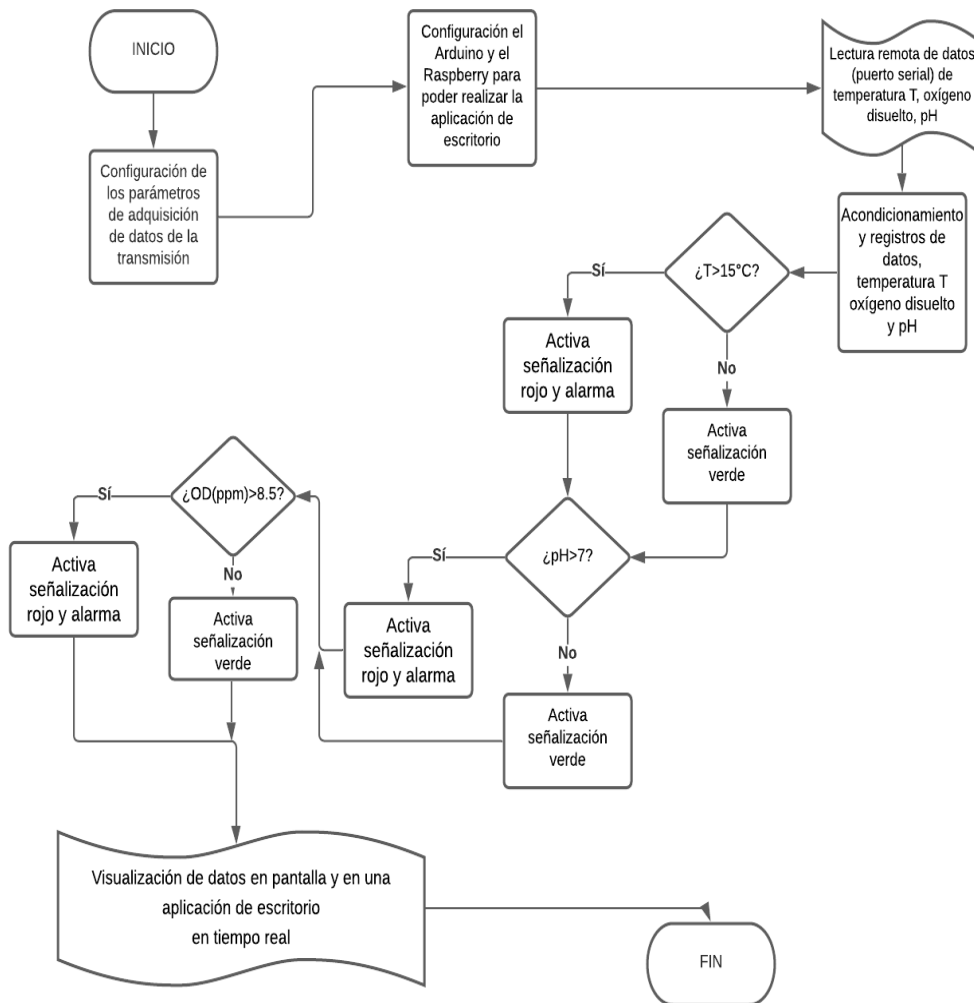 INICIO
Configuración de
los parámetros
de adquisición
de datos de la
transmisión
Configuración el
Arduino y el
Raspberry para
poder realizar la
aplicación de
escritorio
Lectura remota de datos
(puerto serial) de
temperatura T, oxígeno
disuelto, pH
Acondicionamiento
y registros de
datos,
temperatura T
oxígeno disuelto
y pH
¿T>15°C?
Sí
Activa
señalización
rojo y alarma
No
Activa
señalización
verde
¿pH>7?
Sí
Activa
señalización
rojo y alarma
No
Activa
señalización
verde
¿OD(ppm)>8.5?
Sí
Activa
señalización
rojo y alarma
No
Activa
señalización
verde
Visualización de datos en pantalla y en una
aplicación de escritorio
en tiempo real
FIN